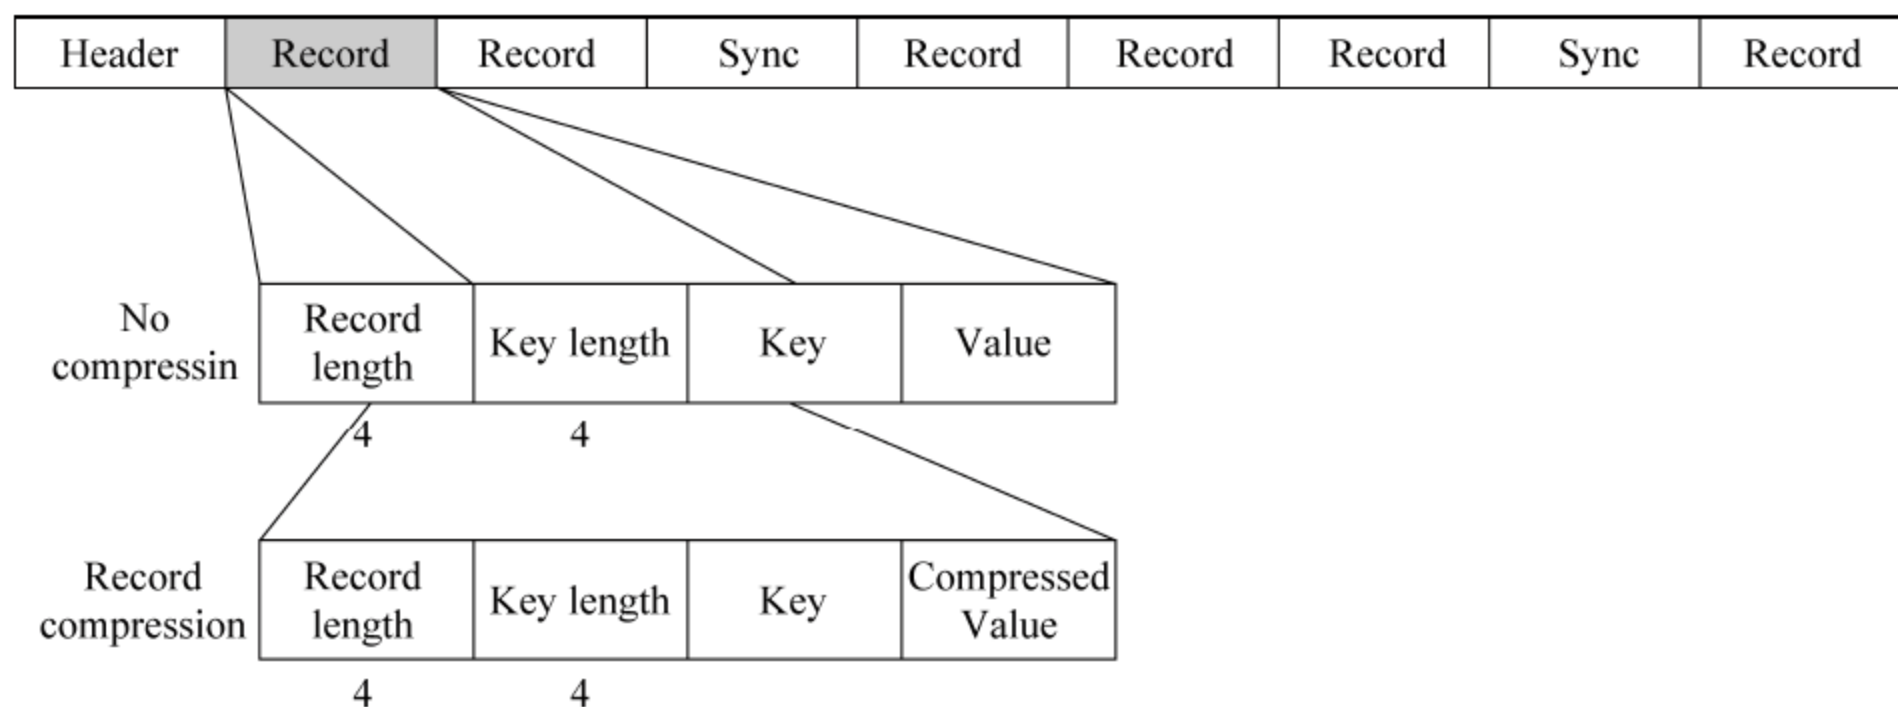 Header Record Record Sync Record Record Record Sync Record
No
compressin
Record
length
Key length
Key
Value
4 4
Record
compression
Record
length
Key length
Key
Compressed
Value
4 4